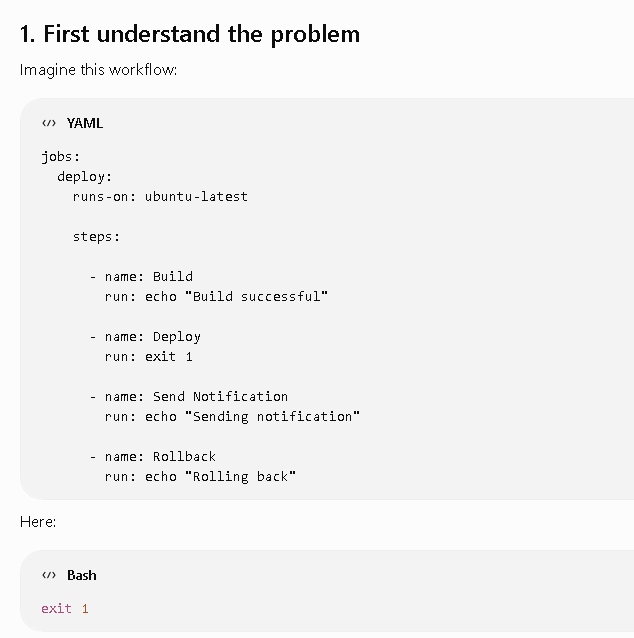 1. First understand the problem
Imagine this workflow:
</> YAML
jobs:
  deploy:
    runs-on: ubuntu-latest

    steps:

      - name: Build
        run: echo "Build successful"

      - name: Deploy
        run: exit 1

      - name: Send Notification
        run: echo "Sending notification"

      - name: Rollback
        run: echo "Rolling back"
Here:
</> Bash
exit 1